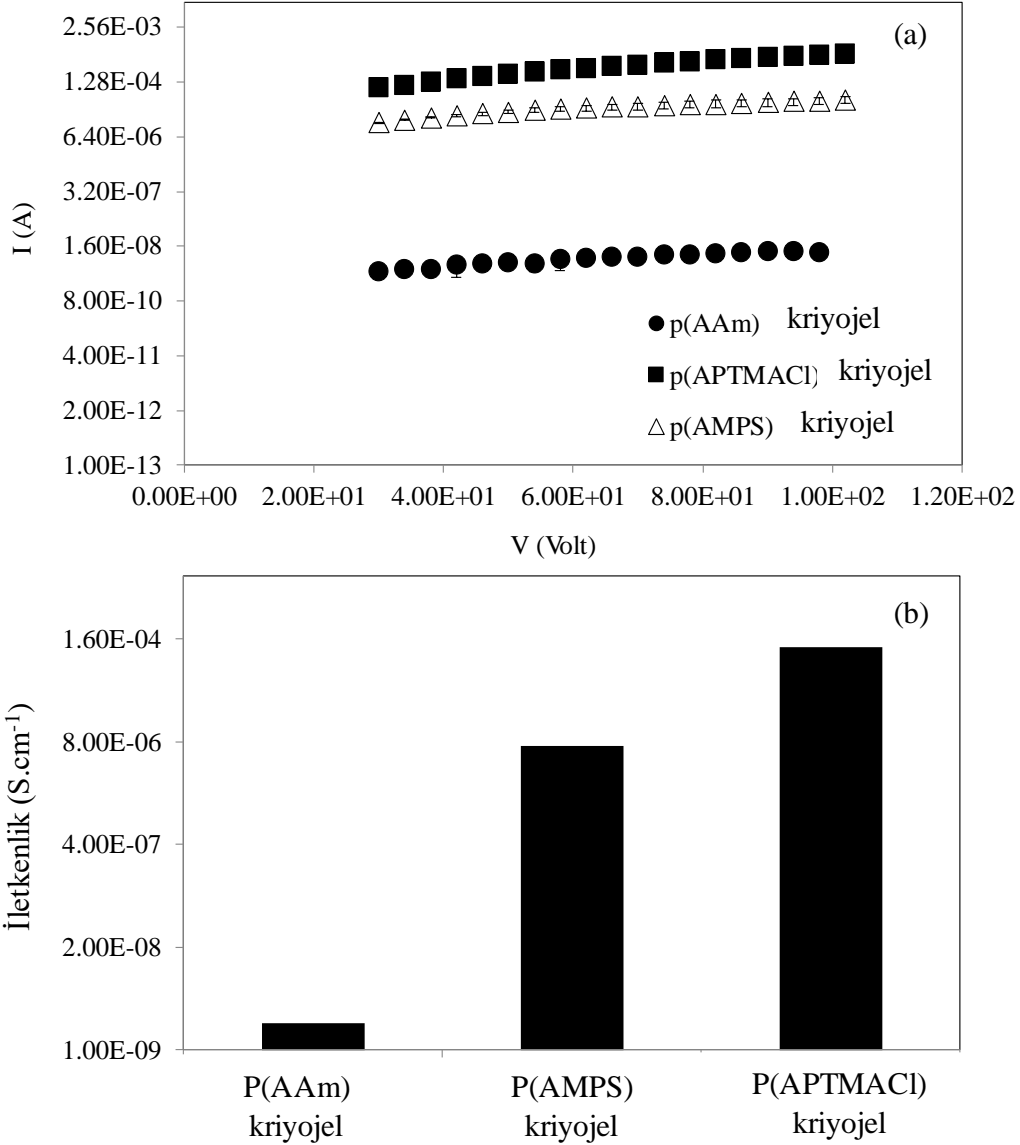 (a)
2.56E-03
1.28E-04
6.40E-06
3.20E-07
1.60E-08
8.00E-10
4.00E-11
2.00E-12
1.00E-13
I (A)
p(AAm) kriyojel
p(APTMACl) kriyojel
p(AMPS) kriyojel
0.00E+00 2.00E+01 4.00E+01 6.00E+01 8.00E+01 1.00E+02 1.20E+02
V (Volt)
(b)
1.60E-04
8.00E-06
4.00E-07
2.00E-08
1.00E-09
İletkenlik (S.cm-1)
P(AAm) P(AMPS) P(APTMACl)
kriyojel kriyojel kriyojel